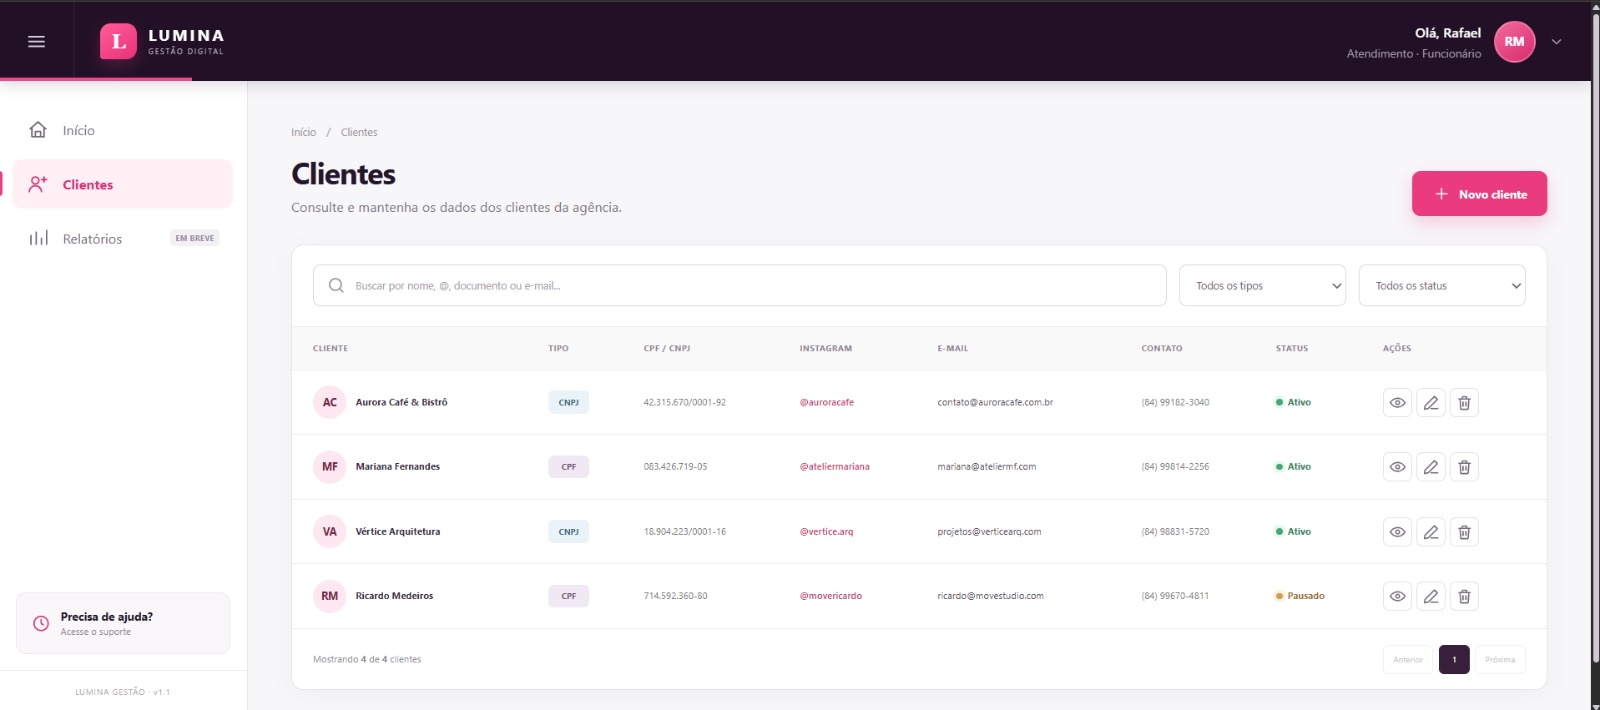 L LUMINA
GESTÃO DIGITAL
Olá, Rafael
Atendimento · Funcionário
RM
Início
Clientes
Relatórios EM BREVE
Precisa de ajuda?
Acesse o suporte
LUMINA GESTÃO · v1.1
Início / Clientes
Clientes
Consulte e mantenha os dados dos clientes da agência.
+ Novo cliente
Buscar por nome, @, documento ou e-mail...
Todos os tipos
Todos os status
CLIENTE TIPO CPF / CNPJ INSTAGRAM E-MAIL CONTATO STATUS AÇÕES
AC Aurora Café & Bistrô CNPJ 42.315.670/0001-92 @auroracafe contato@auroracafe.com.br (84) 99182-3040 Ativo
MF Mariana Fernandes CPF 083.426.719-05 @ateliermariana mariana@ateliermf.com (84) 99814-2256 Ativo
VA Vértice Arquitetura CNPJ 18.904.223/0001-16 @vertice.arq projetos@verticearq.com (84) 98831-5720 Ativo
RM Ricardo Medeiros CPF 714.592.360-80 @movericardo ricardo@movestudio.com (84) 99670-4811 Pausado
Mostrando 4 de 4 clientes
Anterior 1 Próxima